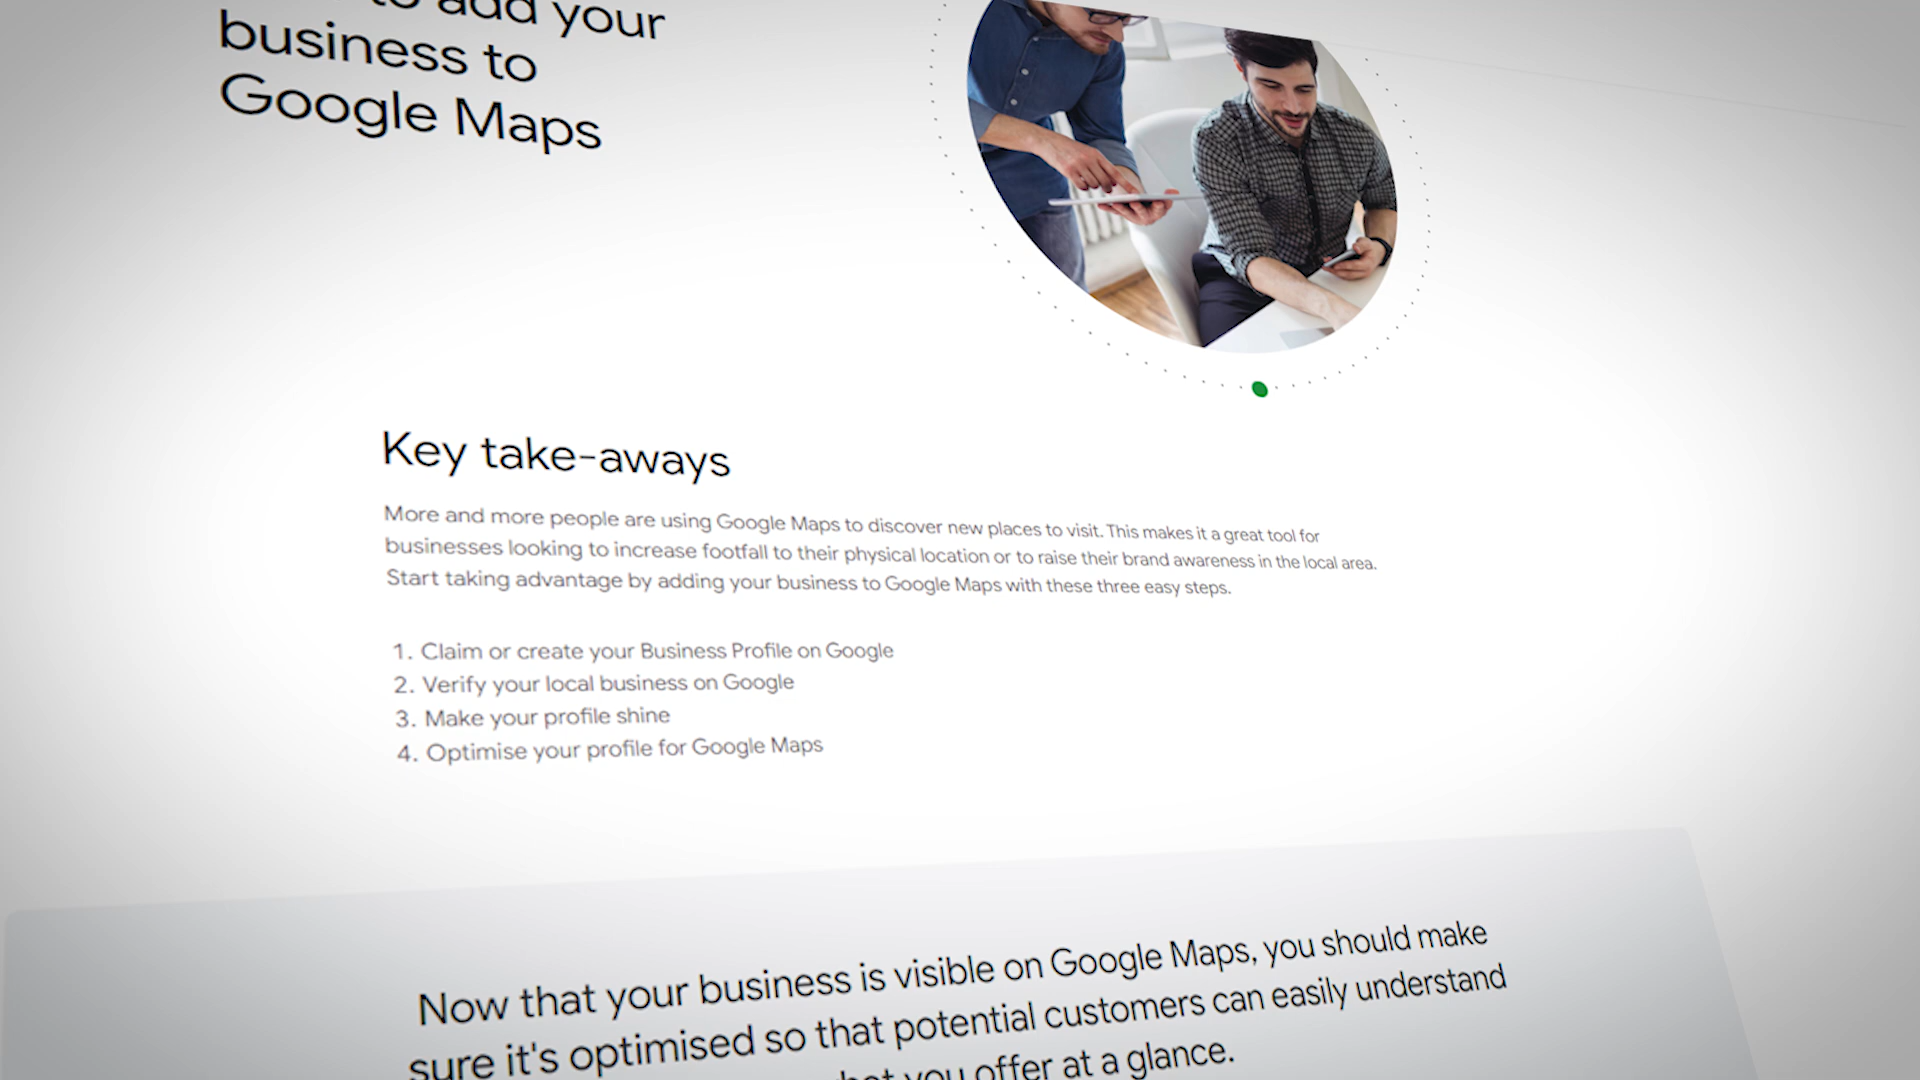 to add your
business to
Google Maps
Key take-aways
More and more people are using Google Maps to discover new places to visit. This makes it a great tool for
businesses looking to increase footfall to their physical location or to raise their brand awareness in the local area.
Start taking advantage by adding your business to Google Maps with these three easy steps.
1. Claim or create your Business Profile on Google
2. Verify your local business on Google
3. Make your profile shine
4. Optimise your profile for Google Maps
Now that your business is visible on Google Maps, you should make
sure it's optimised so that potential customers can easily understand
you offer at a glance.